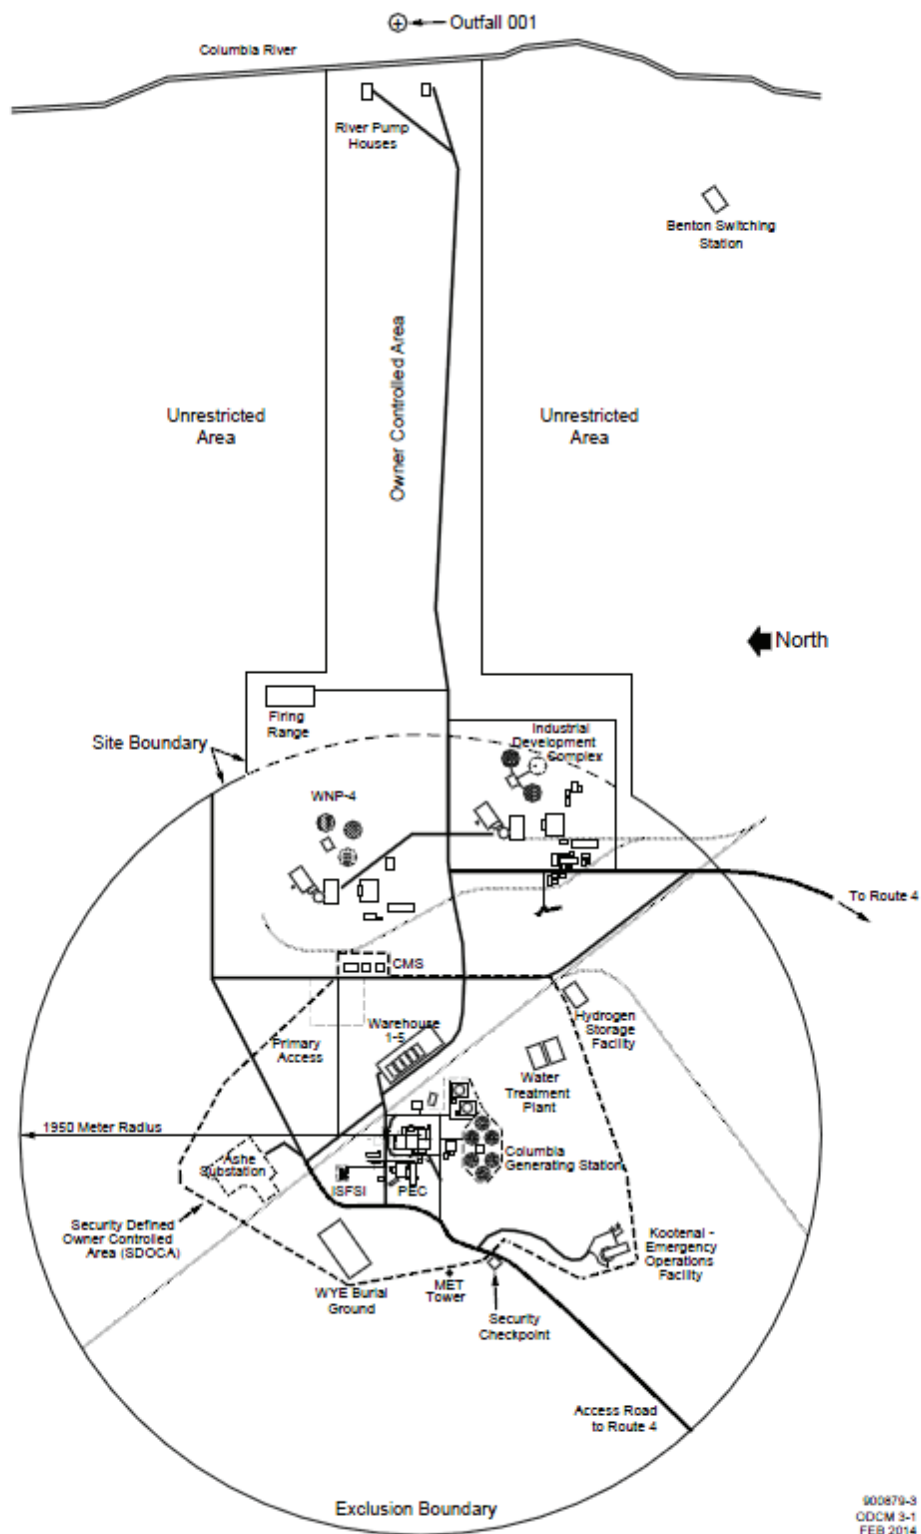 Outfall 001
Columbia River
River Pump
Houses
Benton Switching
Station
Owner Controlled Area
Unrestricted
Area
Unrestricted
Area
North
Firing
Range
Site Boundary
Industrial
Development
Complex
WNP-4
To Route 4
CMS
Hydrogen
Storage
Facility
Warehouse
1-5
Primary
Access
Water
Treatment
Plant
1950 Meter Radius
Ashe
Substation
Columbia
Generating Station
ISFSI
PEC
Security Defined
Owner Controlled
Area (SDOCA)
Kootenai -
Emergency
Operations
Facility
WYE Burial
Ground
MET
Tower
Security
Checkpoint
Access Road
to Route 4
Exclusion Boundary
900879-3
ODCM 3-1
FEB 2014